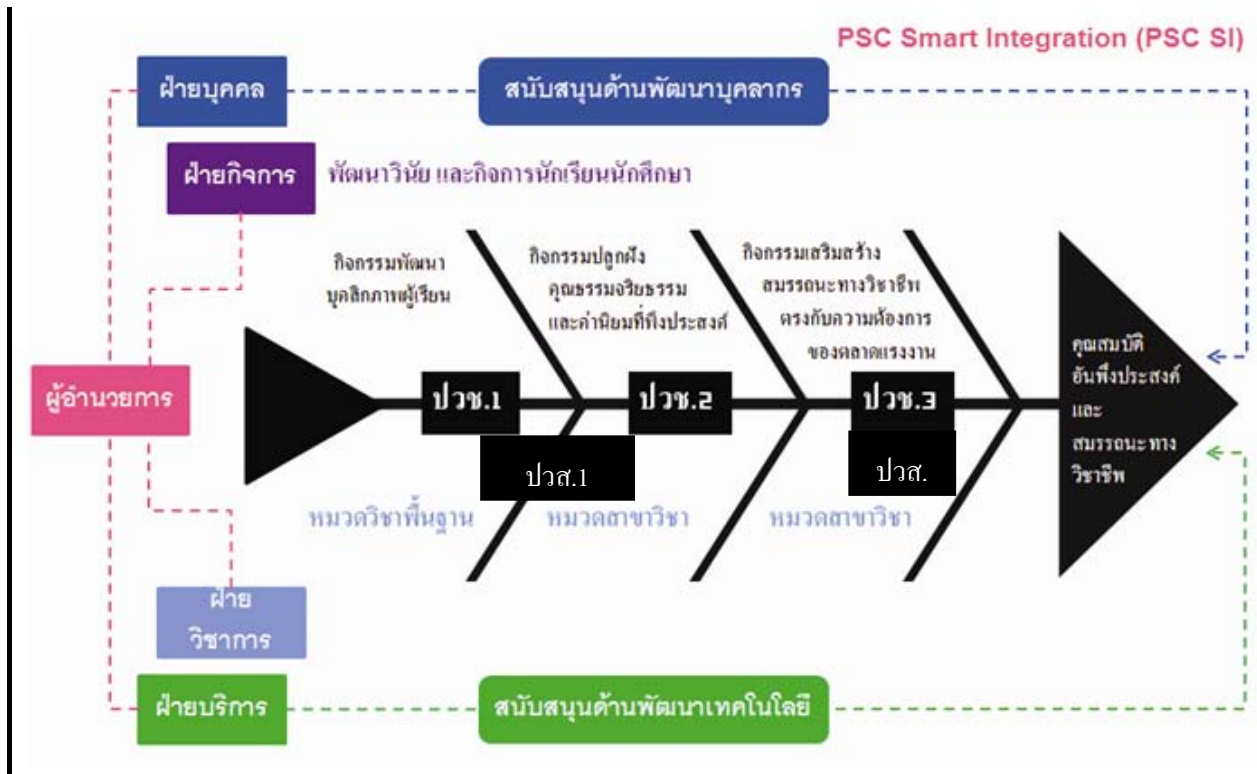 PSC Smart Integration (PSC SI)
ฝ่ายบุคคล
สนับสนุนด้านพัฒนาบุคลากร
ฝ่ายกิจการ
พัฒนาวินัย และกิจการนักเรียนนักศึกษา
กิจกรรมพัฒนา
บุคลิกภาพผู้เรียน
กิจกรรมปลูกฝัง
คุณธรรมจริยธรรม
และค่านิยมที่พึงประสงค์
กิจกรรมเสริมสร้าง
สมรรถนะทางวิชาชีพ
ตรงกับความต้องการ
ของตลาดแรงงาน
ผู้อำนวยการ
ปวช.1
ปวช.2
ปวช.3
ปวส.1
ปวส.
คุณสมบัติ
อันพึงประสงค์
และ
สมรรถนะทาง
วิชาชีพ
หมวดวิชาพื้นฐาน
หมวดสาขาวิชา
หมวดสาขาวิชา
ฝ่าย
วิชาการ
ฝ่ายบริการ
สนับสนุนด้านพัฒนาเทคโนโลยี